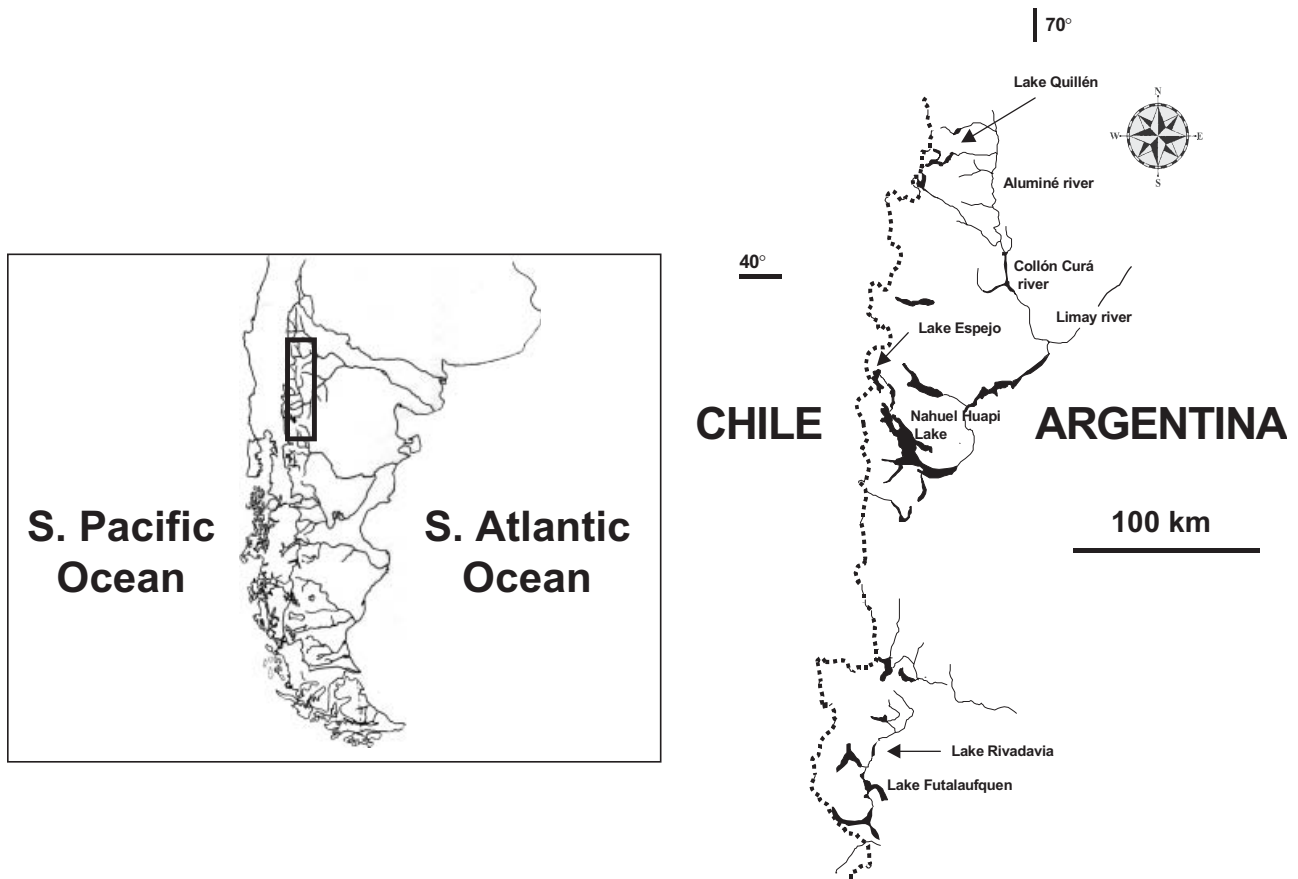 70°
Lake Quillén
N
W
E
S
Aluminé river
40°
Collón Curá
river
Limay river
Lake Espejo
CHILE
Nahuel Huapi
Lake
ARGENTINA
S. Pacific
Ocean
S. Atlantic
Ocean
100 km
Lake Rivadavia
Lake Futalaufquen